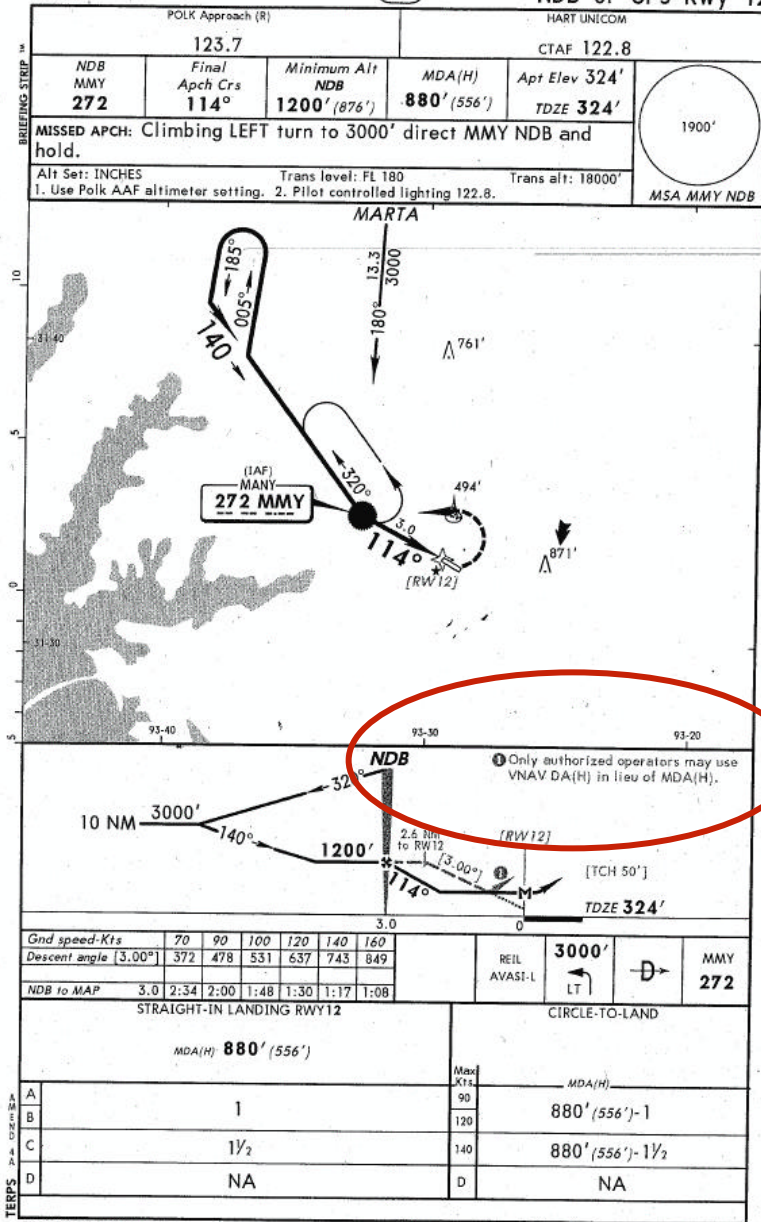 NDB or GPS Rwy 12
POLK Approach (R)
HART UNICOM
123.7
CTAF 122.8
BRIEFING STRIP TM
NDB
MMY
272
Final
Apch Crs
114°
Minimum Alt
NDB
1200' (876')
MDA(H)
880' (556')
Apt Elev 324'
TDZE 324'
MISSED APCH: Climbing LEFT turn to 3000' direct MMY NDB and
hold.
Alt Set: INCHES Trans level: FL 180 Trans alt: 18000'
1. Use Polk AAF altimeter setting. 2. Pilot controlled lighting 122.8.
1900'
MSA MMY NDB
MARTA
13.3
3000
180°
185°
005°
140
10
31-40
761'
5
320°
(IAF)
MANY
272 MMY
494'
3.0
114°
[RW12]
871'
0
31-30
5
93-40
93-30
93-20
NDB
1 Only authorized operators may use
VNAV DA(H) in lieu of MDA(H).
320°
10 NM
3000'
140°
1200'
2.6 NM
to RW12
[RW12]
[3.00°]
1
114°
M
[TCH 50']
TDZE 324'
3.0
0
Gnd speed-Kts 70 90 100 120 140 160
Descent angle [3.00°] 372 478 531 637 743 849
NDB to MAP 3.0 2:34 2:00 1:48 1:30 1:17 1:08
REIL
AVASI-L
3000'
LT
D
MMY
272
STRAIGHT-IN LANDING RWY12
CIRCLE-TO-LAND
MDA(H) 880' (556')
Max
Kts
MDA(H)
A
B
1
90
120
880' (556')-1
C
1½
140
880' (556')-1½
D
NA
D
NA
AMEND 4A
TERPS